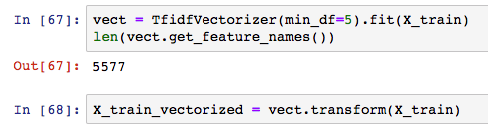 In [67]: vect = TfidfVectorizer(min_df=5).fit(X_train)
len(vect.get_feature_names())
Out[67]: 5577
In [68]: X_train_vectorized = vect.transform(X_train)